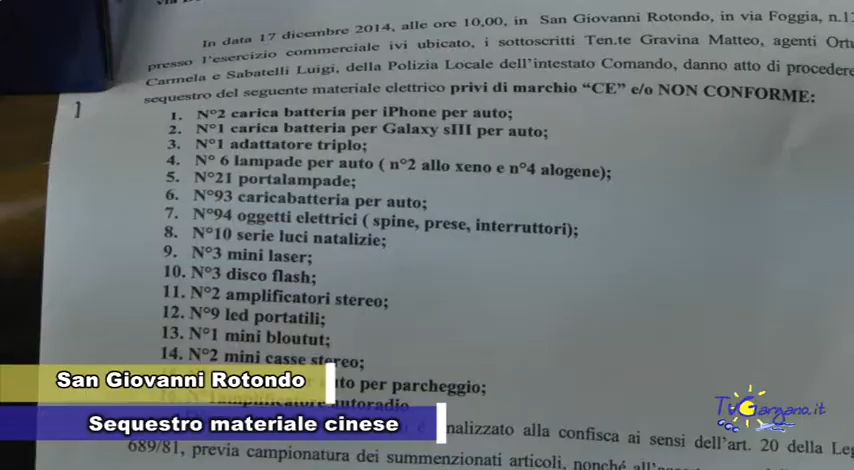 In data 17 dicembre 2014, alle ore 10,00, in San Giovanni Rotondo, in via Foggia, n.
presso l'esercizio commerciale ivi ubicato, i sottoscritti Ten.te Gravina Matteo, agenti
Carmela e Sabatelli Luigi, della Polizia Locale dell'intestato Comando, danno atto di procedere
sequestro del seguente materiale elettrico privi di marchio “CE” e/o NON CONFORME:
1
1. N°2 carica batteria per iPhone per auto;
2. N°1 carica batteria per Galaxy sIII per auto;
3. N°1 adattatore triplo;
4. N° 6 lampade per auto ( n°2 allo xeno e n°4 alogene);
5. N°21 portalampade;
6. N°93 caricabatteria per auto;
7. N°94 oggetti elettrici ( spine, prese, interruttori);
8. N°10 serie luci natalizie;
9. N°3 mini laser;
10. N°3 disco flash;
11. N°2 amplificatori stereo;
12. N°9 led portatili;
13. N°1 mini bloutut;
14. N°2 mini casse stereo;
per parcheggio;
amplificatore autoradio
San Giovanni Rotondo
Sequestro materiale cinese
TvGargano.it
alla confisca ai sensi dell'art. 20 della
689/81, previa campionatura dei summenzionati articoli, nonché